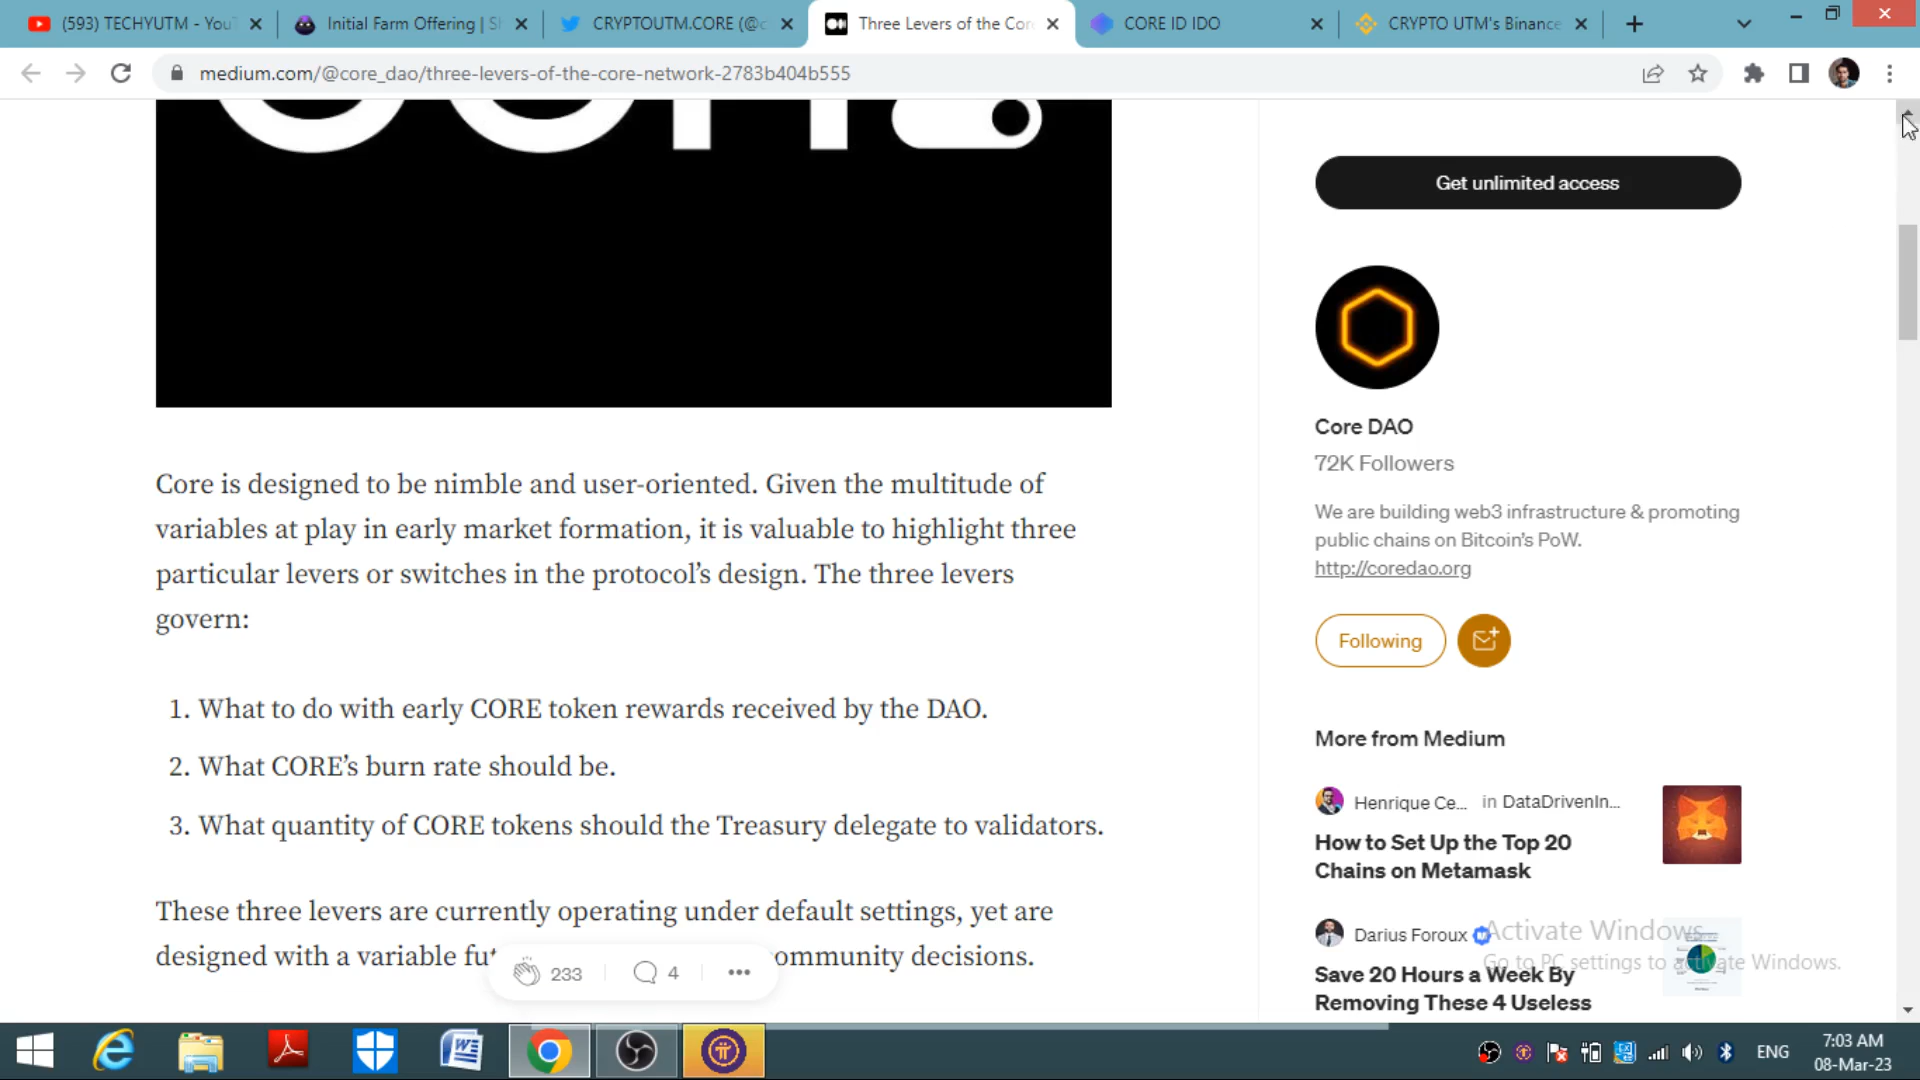 (593) TECHYUTM - You
Initial Farm Offering | S
CRYPTOUTM.CORE (@c
Three Levers of the Cor
CORE ID IDO
CRYPTO UTM's Binance
medium.com/@core_dao/three-levers-of-the-core-network-2783b404b555
Get unlimited access
Core DAO
72K Followers
We are building web3 infrastructure & promoting
public chains on Bitcoin's PoW.
http://coredao.org
Following
Core is designed to be nimble and user-oriented. Given the multitude of
variables at play in early market formation, it is valuable to highlight three
particular levers or switches in the protocol's design. The three levers
govern:
1. What to do with early CORE token rewards received by the DAO.
2. What CORE's burn rate should be.
3. What quantity of CORE tokens should the Treasury delegate to validators.
These three levers are currently operating under default settings, yet are
designed with a variable fu ommunity decisions.
233
4
More from Medium
Henrique Ce... in DataDrivenIn...
How to Set Up the Top 20
Chains on Metamask
Darius Foroux
Save 20 Hours a Week By
Removing These 4 Useless
Activate Windows
Go to PC settings to activate Windows.
ENG
7:03 AM
08-Mar-23